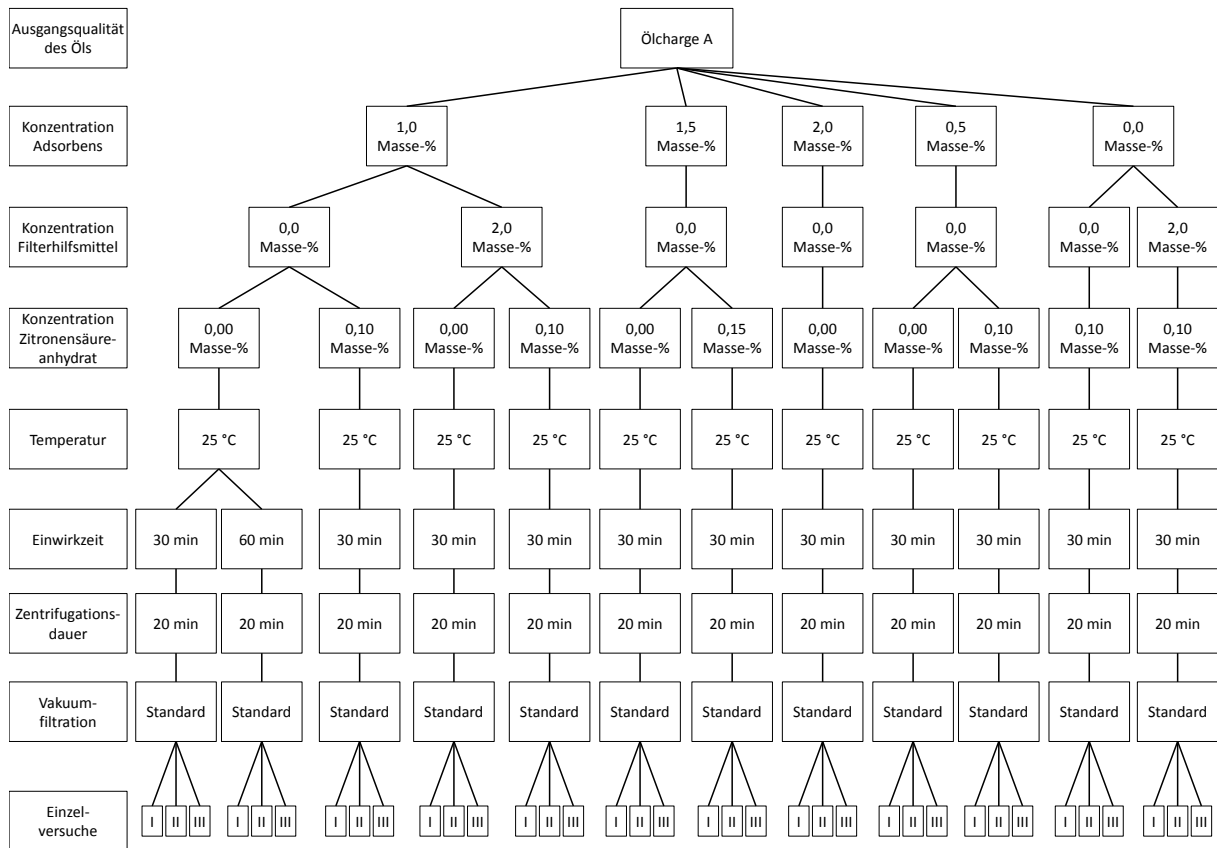 Ausgangsqualität
des Öls
Ölcharge A
Konzentration
Adsorbens
1,0
Masse-%
1,5
Masse-%
2,0
Masse-%
0,5
Masse-%
0,0
Masse-%
Konzentration
Filterhilfsmittel
0,0
Masse-%
2,0
Masse-%
0,0
Masse-%
0,0
Masse-%
0,0
Masse-%
0,0
Masse-%
2,0
Masse-%
Konzentration
Zitronensäure-
anhydrat
0,00
Masse-%
0,10
Masse-%
0,00
Masse-%
0,10
Masse-%
0,00
Masse-%
0,15
Masse-%
0,00
Masse-%
0,00
Masse-%
0,10
Masse-%
0,10
Masse-%
0,10
Masse-%
Temperatur
25 °C
25 °C
25 °C
25 °C
25 °C
25 °C
25 °C
25 °C
25 °C
25 °C
25 °C
Einwirkzeit
30 min
60 min
30 min
30 min
30 min
30 min
30 min
30 min
30 min
30 min
30 min
30 min
Zentrifugations-
dauer
20 min
20 min
20 min
20 min
20 min
20 min
20 min
20 min
20 min
20 min
20 min
20 min
Vakuum-
filtration
Standard
Standard
Standard
Standard
Standard
Standard
Standard
Standard
Standard
Standard
Standard
Standard
Einzel-
versuche
I II III
I II III
I II III
I II III
I II III
I II III
I II III
I II III
I II III
I II III
I II III
I II III